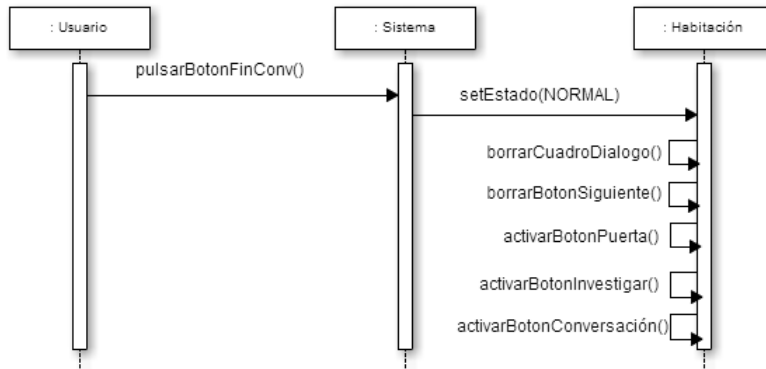 : Usuario
: Sistema
: Habitación
pulsarBotonFinConv()
setEstado(NORMAL)
borrarCuadroDialogo()
borrarBotonSiguiente()
activarBotonPuerta()
activarBotonInvestigar()
activarBotonConversación()